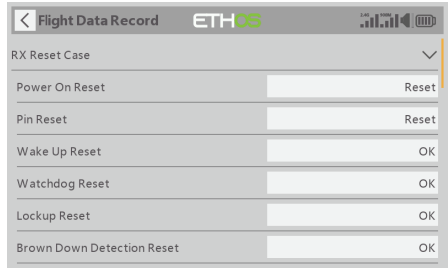 Flight Data Record ETHOS
RX Reset Case
Power On Reset Reset
Pin Reset Reset
Wake Up Reset OK
Watchdog Reset OK
Lockup Reset OK
Brown Down Detection Reset OK